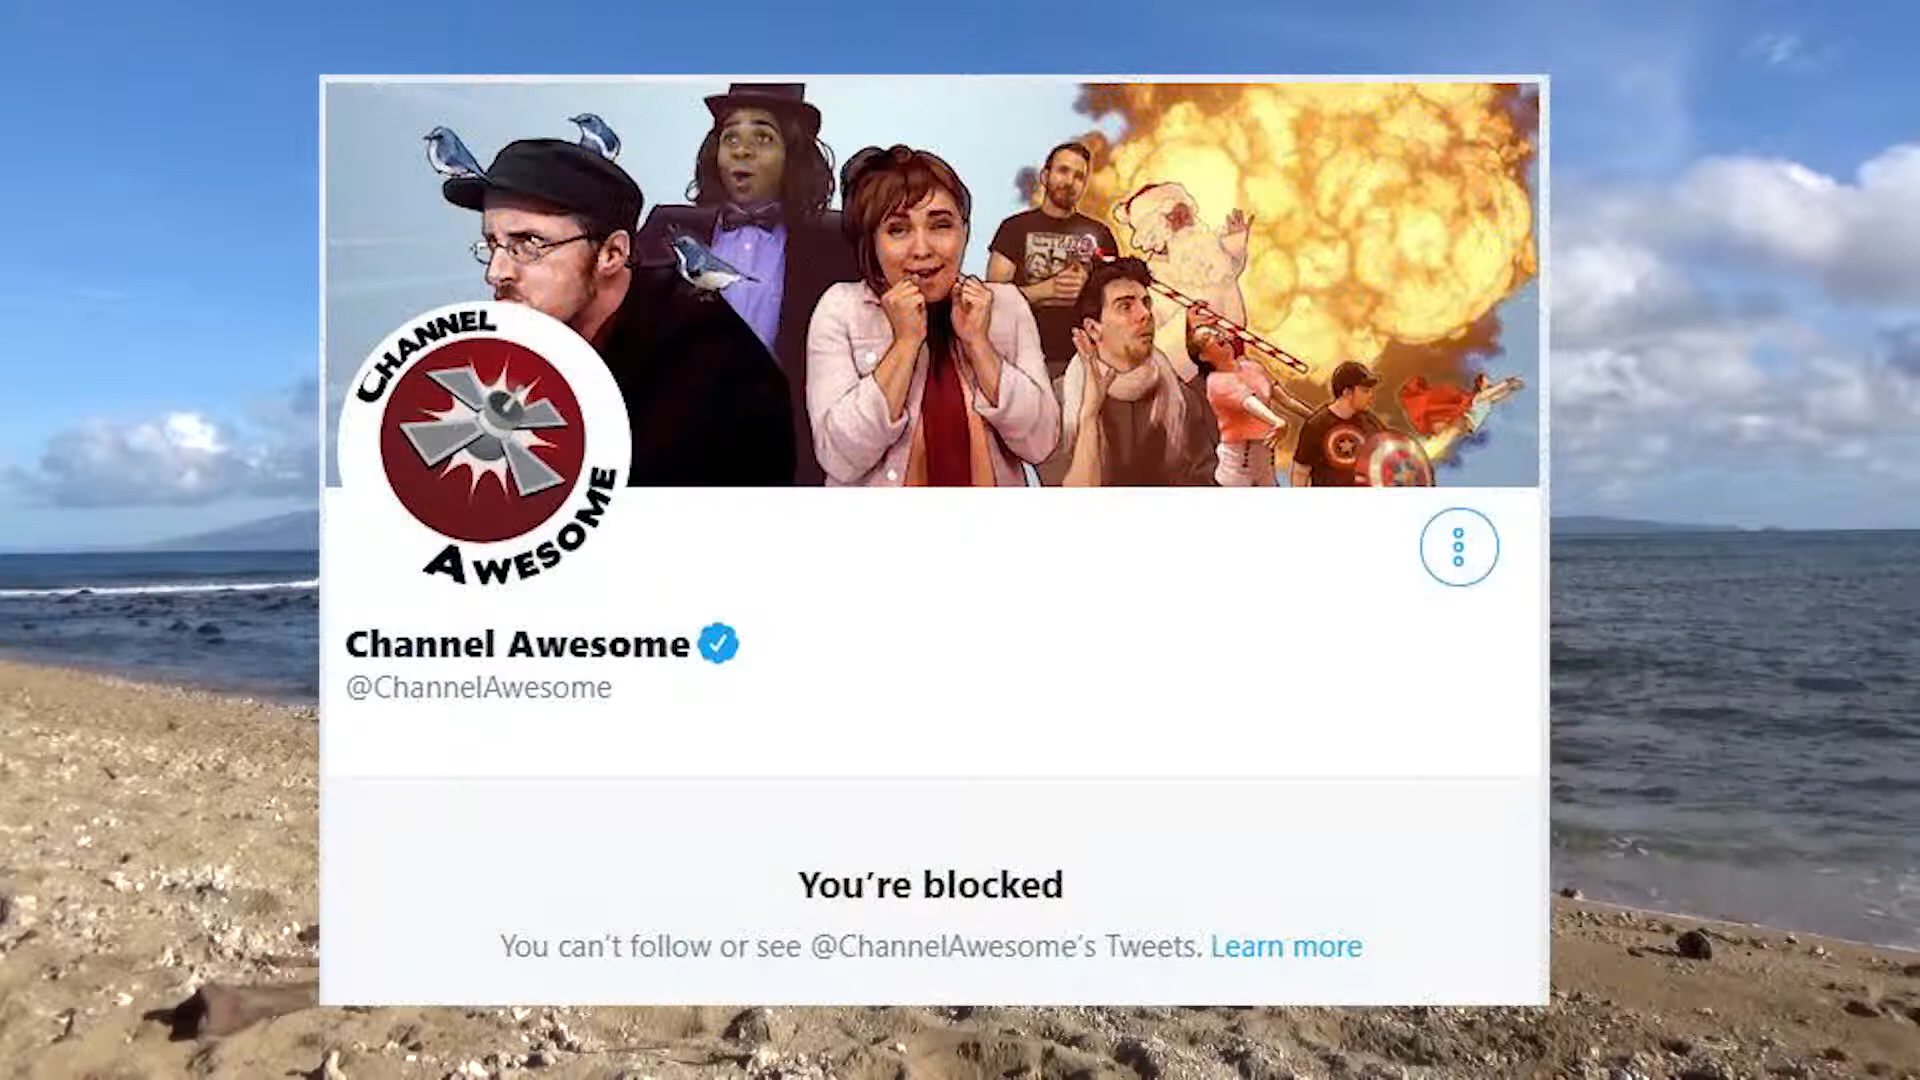 CHANNEL
AWESOME
Channel Awesome
@ChannelAwesome
You're blocked
You can't follow or see @ChannelAwesome's Tweets. Learn more